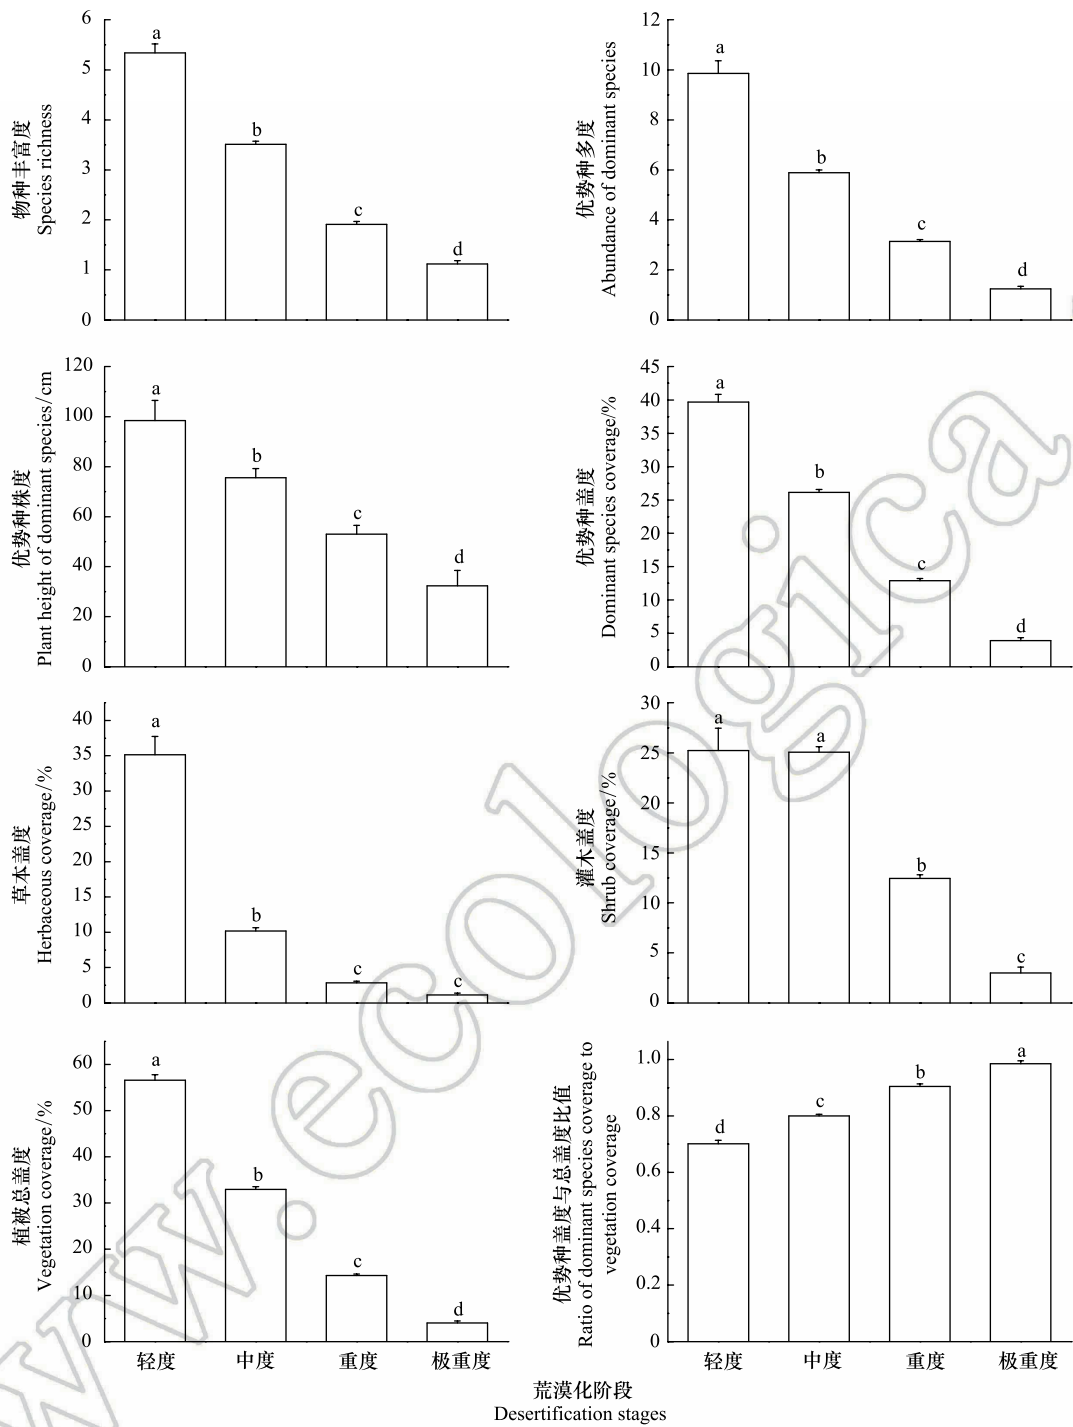 物种丰富度
Species richness
6
5
4
3
2
1
0
a
b
c
d
优势种多度
Abundance of dominant species
12
10
8
6
4
2
0
a
b
c
d
优势种株度
Plant height of dominant species/cm
120
100
80
60
40
20
0
a
b
c
d
优势种盖度
Dominant species coverage/%
45
40
35
30
25
20
15
10
5
0
a
b
c
d
草本盖度
Herbaceous coverage/%
40
35
30
25
20
15
10
5
0
a
b
c
c
灌木盖度
Shrub coverage/%
30
25
20
15
10
5
0
a
a
b
c
植被总盖度
Vegetation coverage/%
60
50
40
30
20
10
0
a
b
c
d
轻度 中度 重度 极重度
优势种盖度与总盖度比值
Ratio of dominant species coverage to
vegetation coverage
1.0
0.8
0.6
0.4
0.2
0
d
c
b
a
轻度 中度 重度 极重度
荒漠化阶段
Desertification stages
ww.ecologica